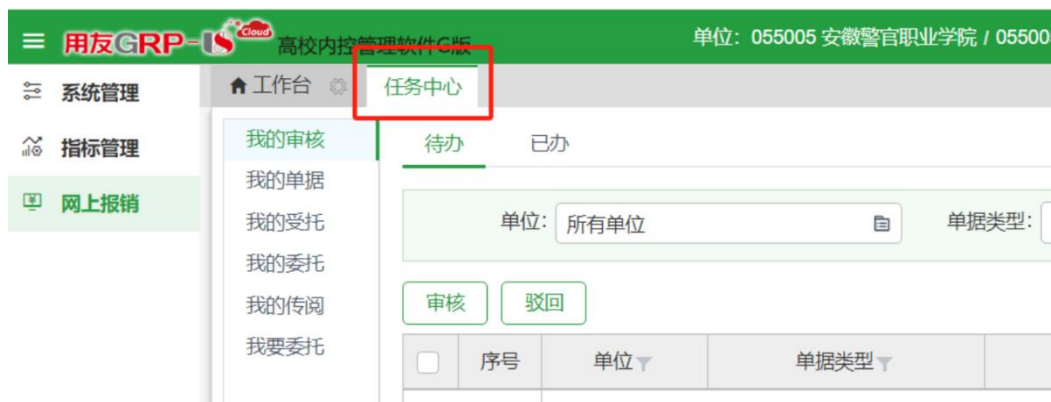 用友GRP-U8 Cloud 高校内控管理软件G版 单位: 055005 安徽警官职业学院 / 05500
系统管理 工作台 任务中心
指标管理 我的审核 待办 已办
网上报销 我的单据
我的受托 单位: 所有单位 单据类型:
我的委托
我的传阅 审核 驳回
我要委托
序号 单位 单据类型